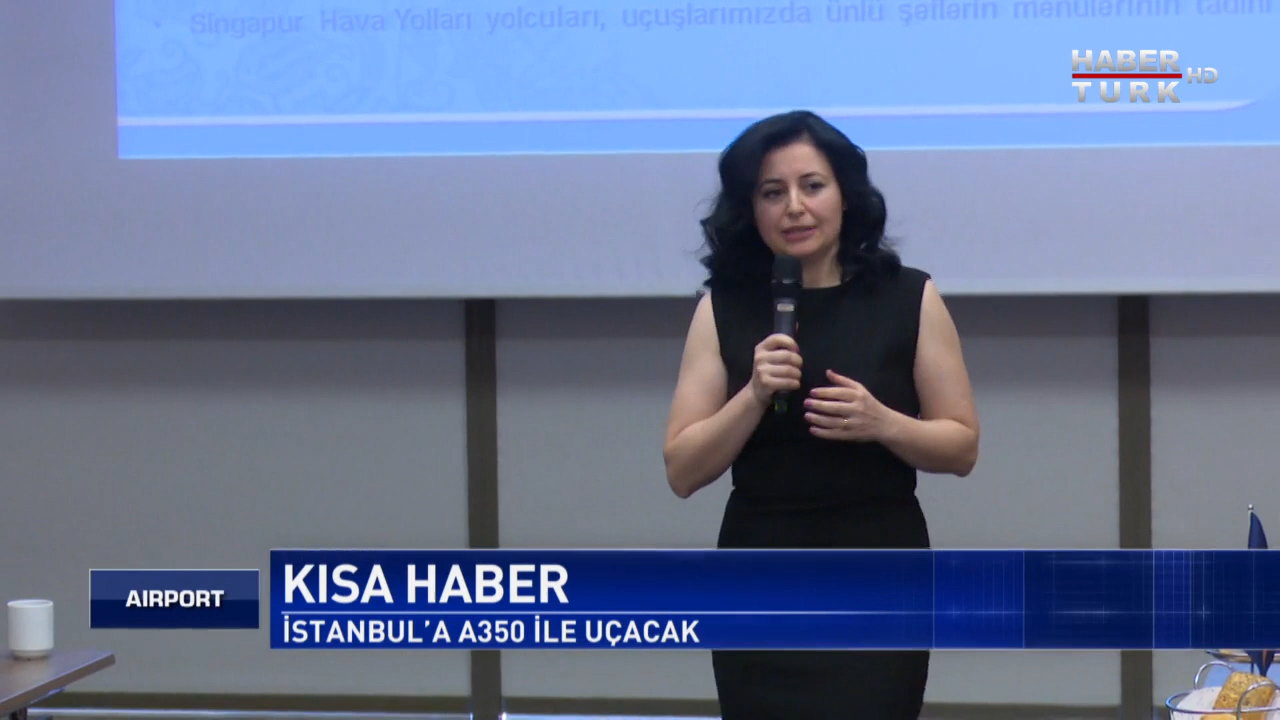 • Singapur Hava Yolları yolcuları, uçuşlarımızda ünlü şeflerin menülerinin tadını
HABER
TURK HD
AIRPORT
KISA HABER
İSTANBUL'A A350 İLE UÇACAK